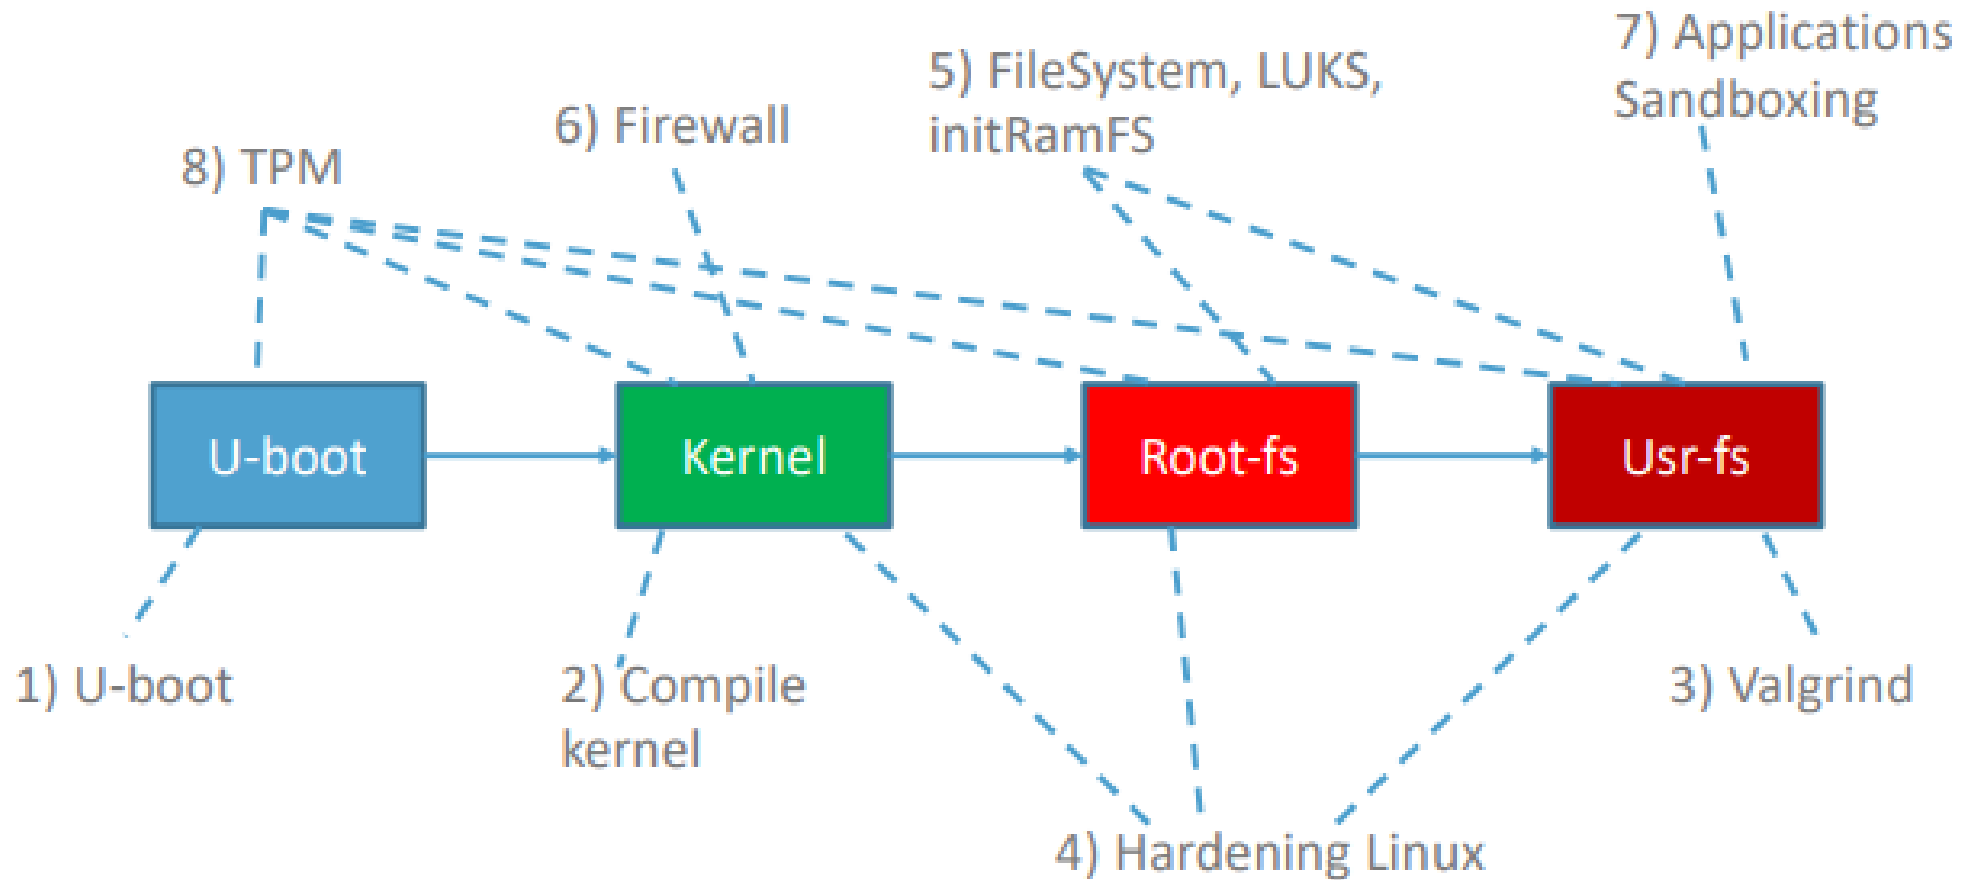 7) Applications
Sandboxing
5) FileSystem, LUKS,
initRamFS
6) Firewall
8) TPM
U-boot
Kernel
Root-fs
Usr-fs
1) U-boot
2) Compile
kernel
3) Valgrind
4) Hardening Linux